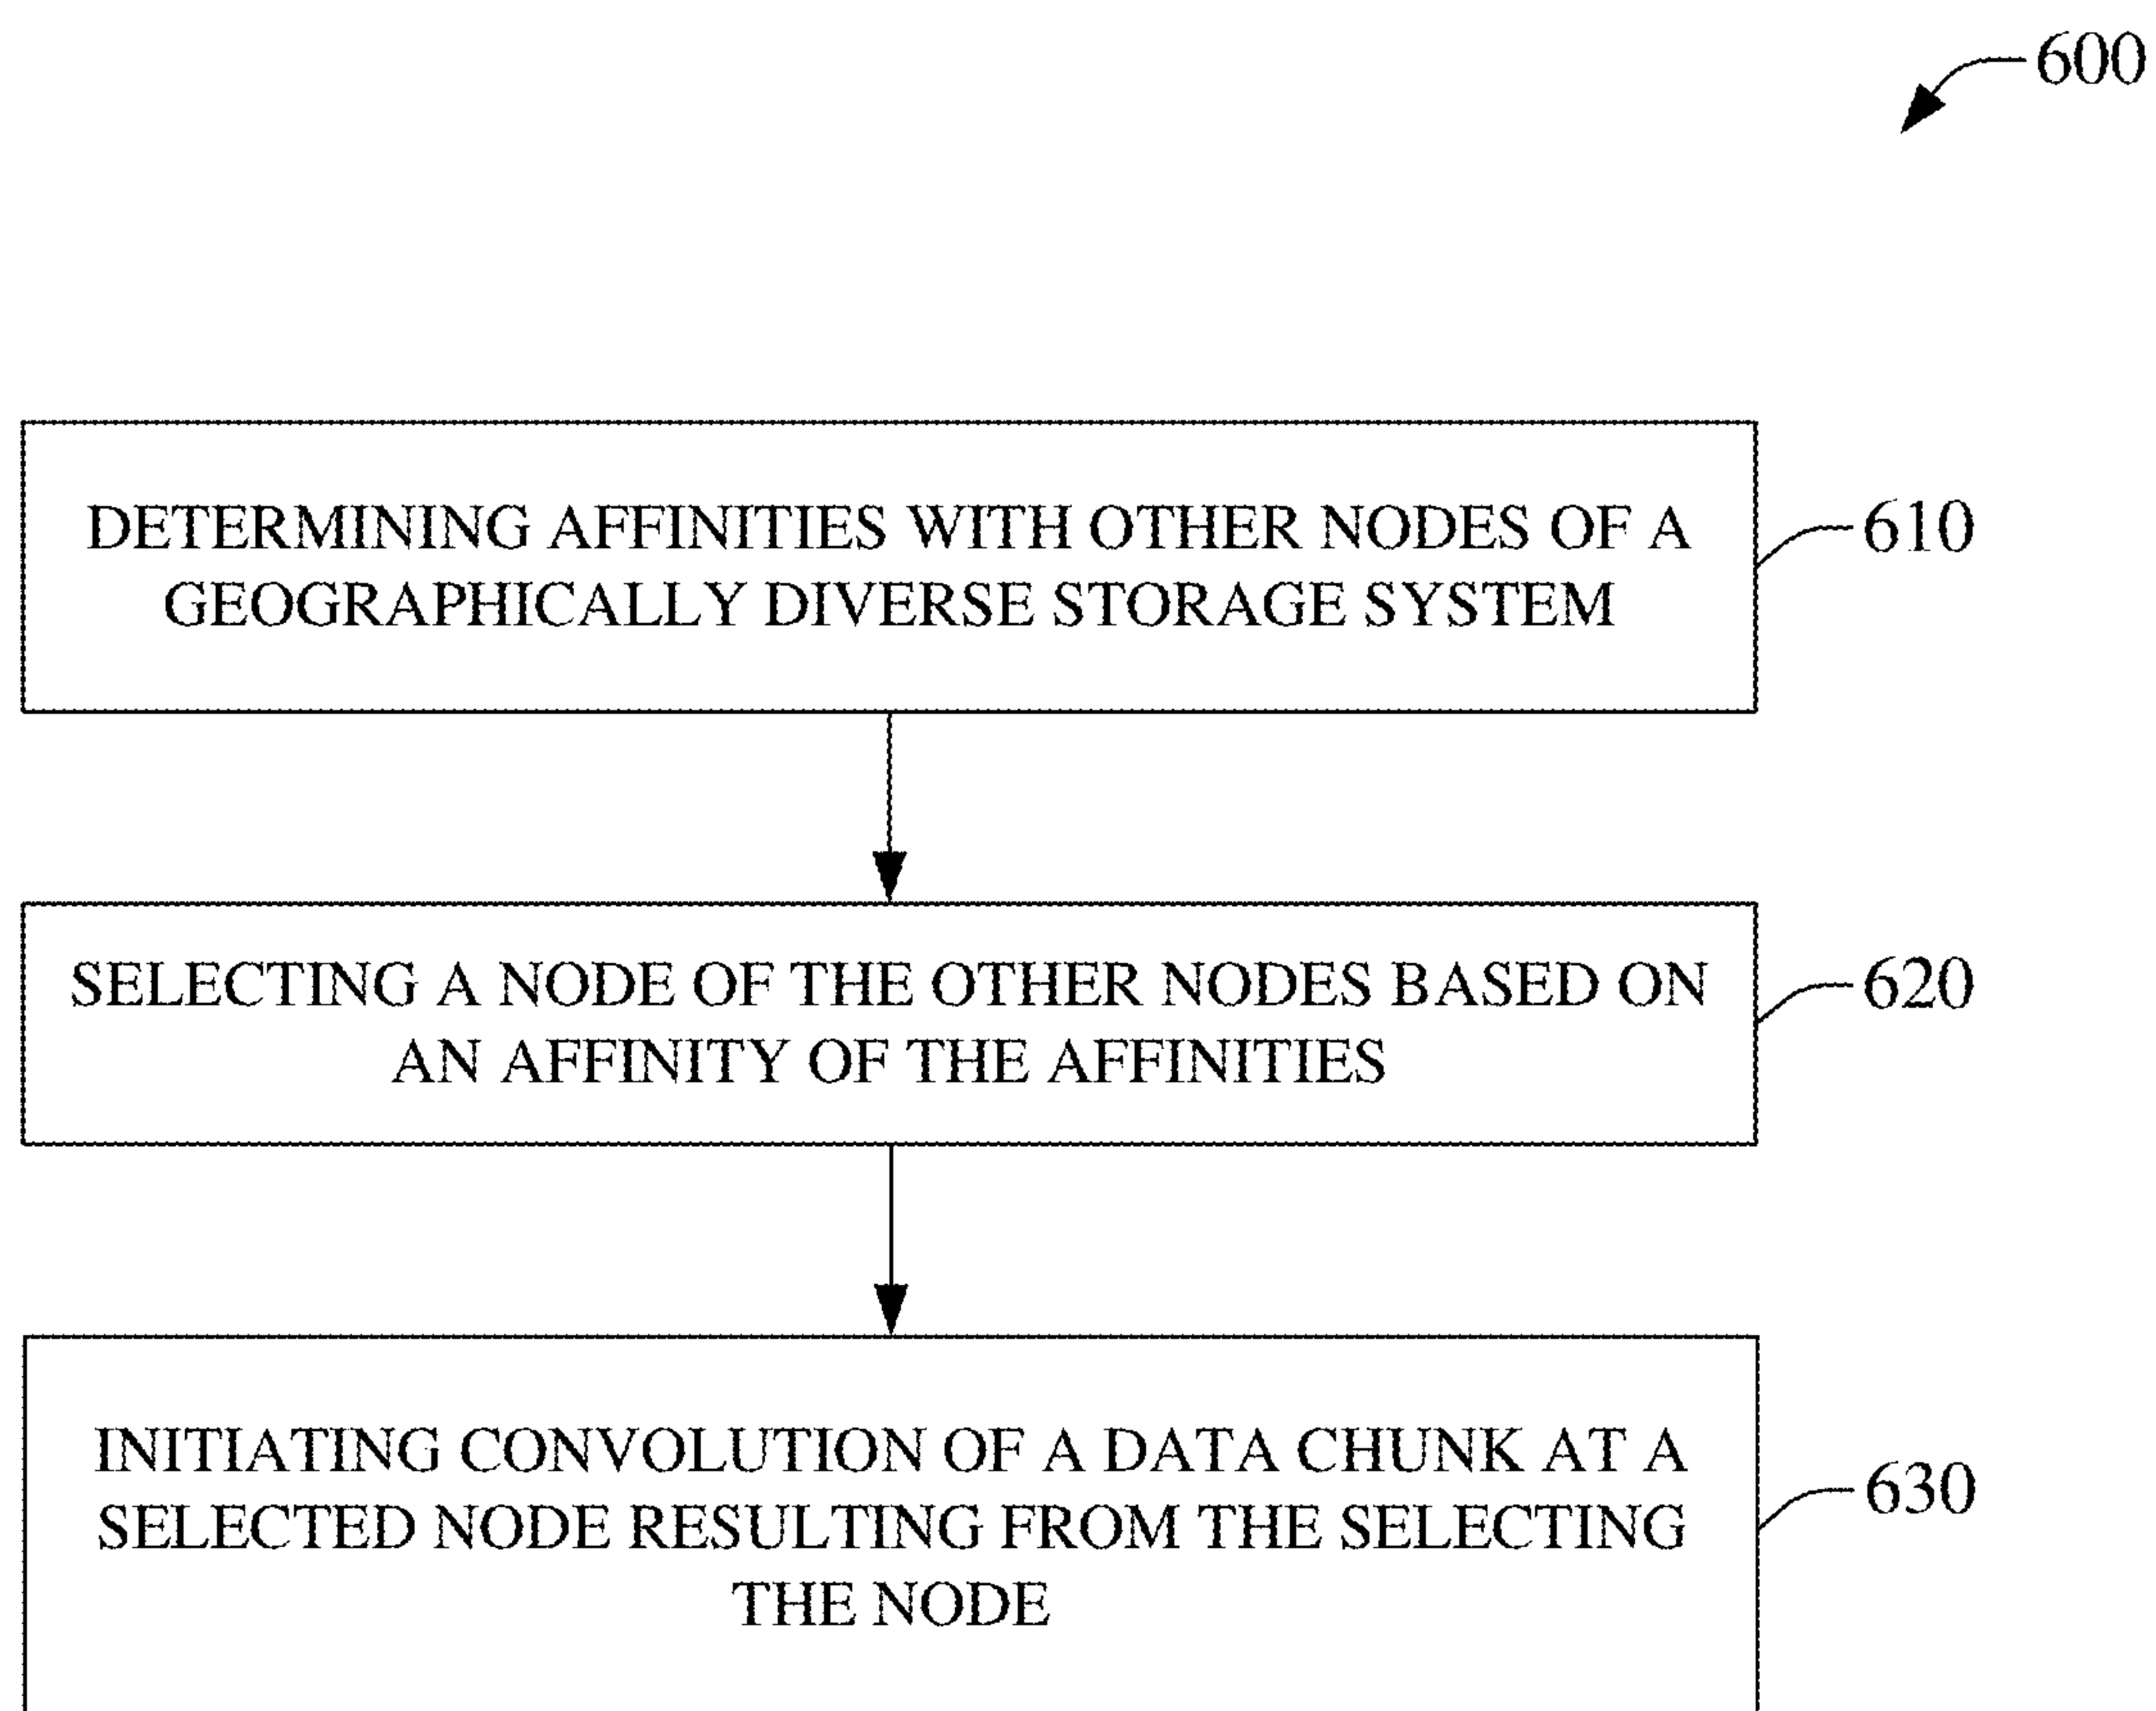 600
DETERMINING AFFINITIES WITH OTHER NODES OF A
GEOGRAPHICALLY DIVERSE STORAGE SYSTEM
610
SELECTING A NODE OF THE OTHER NODES BASED ON
AN AFFINITY OF THE AFFINITIES
620
INITIATING CONVOLUTION OF A DATA CHUNK AT A
SELECTED NODE RESULTING FROM THE SELECTING
THE NODE
630